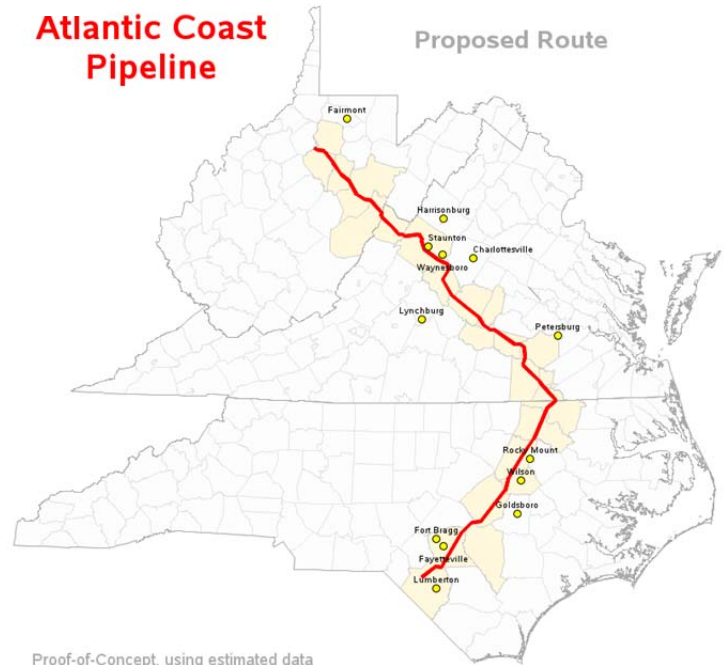 Atlantic Coast
Pipeline
Proposed Route
Fairmont
Harrisonburg
Staunton
Charlottesville
Waynesboro
Lynchburg
Petersburg
Rocky Mount
Wilson
Goldsboro
Fort Bragg
Fayetteville
Lumberton
Proof-of-Concept, using estimated data